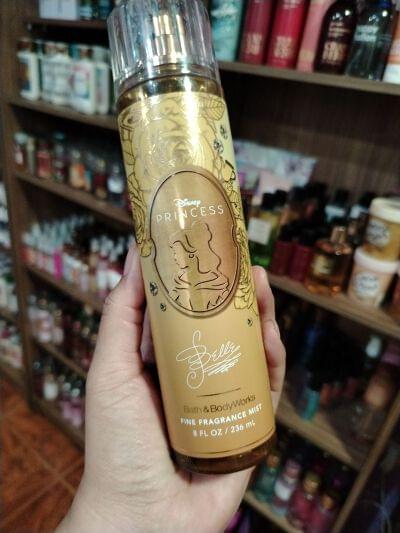 Disney
PRINCESS
Belle
Bath & Body Works
FINE FRAGRANCE MIST
8 FL OZ / 236 mL